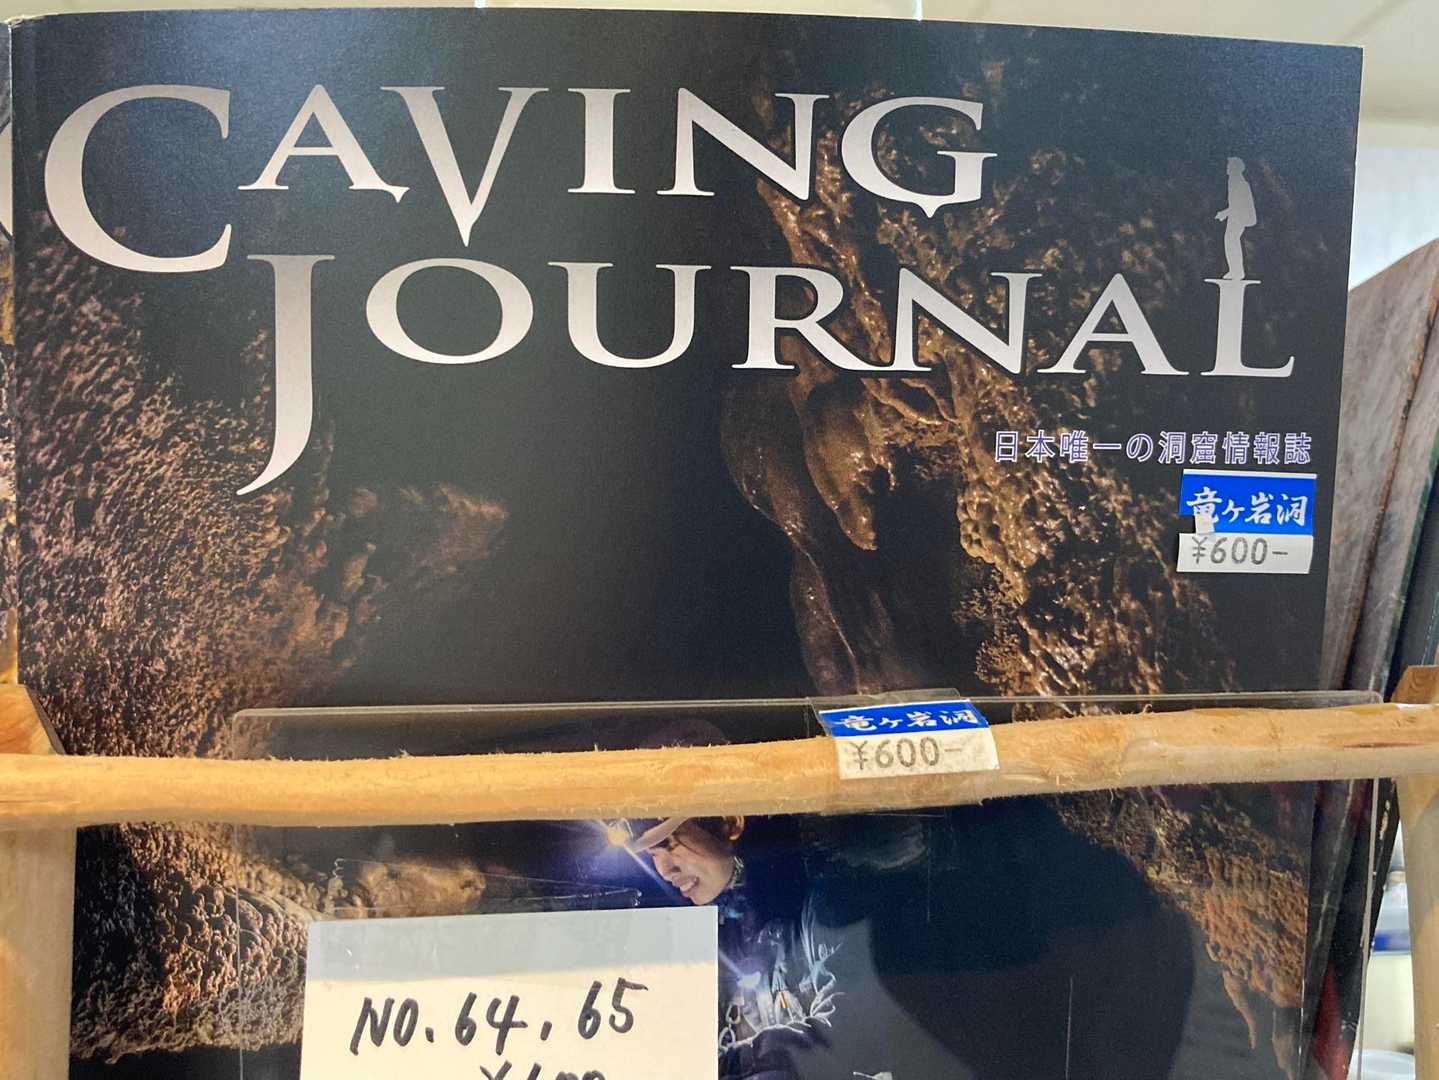 CAVING
JOURNAL
日本唯一の洞窟情報誌
竜ヶ岩洞
¥600-
竜ヶ岩洞
¥600-
NO.64,65